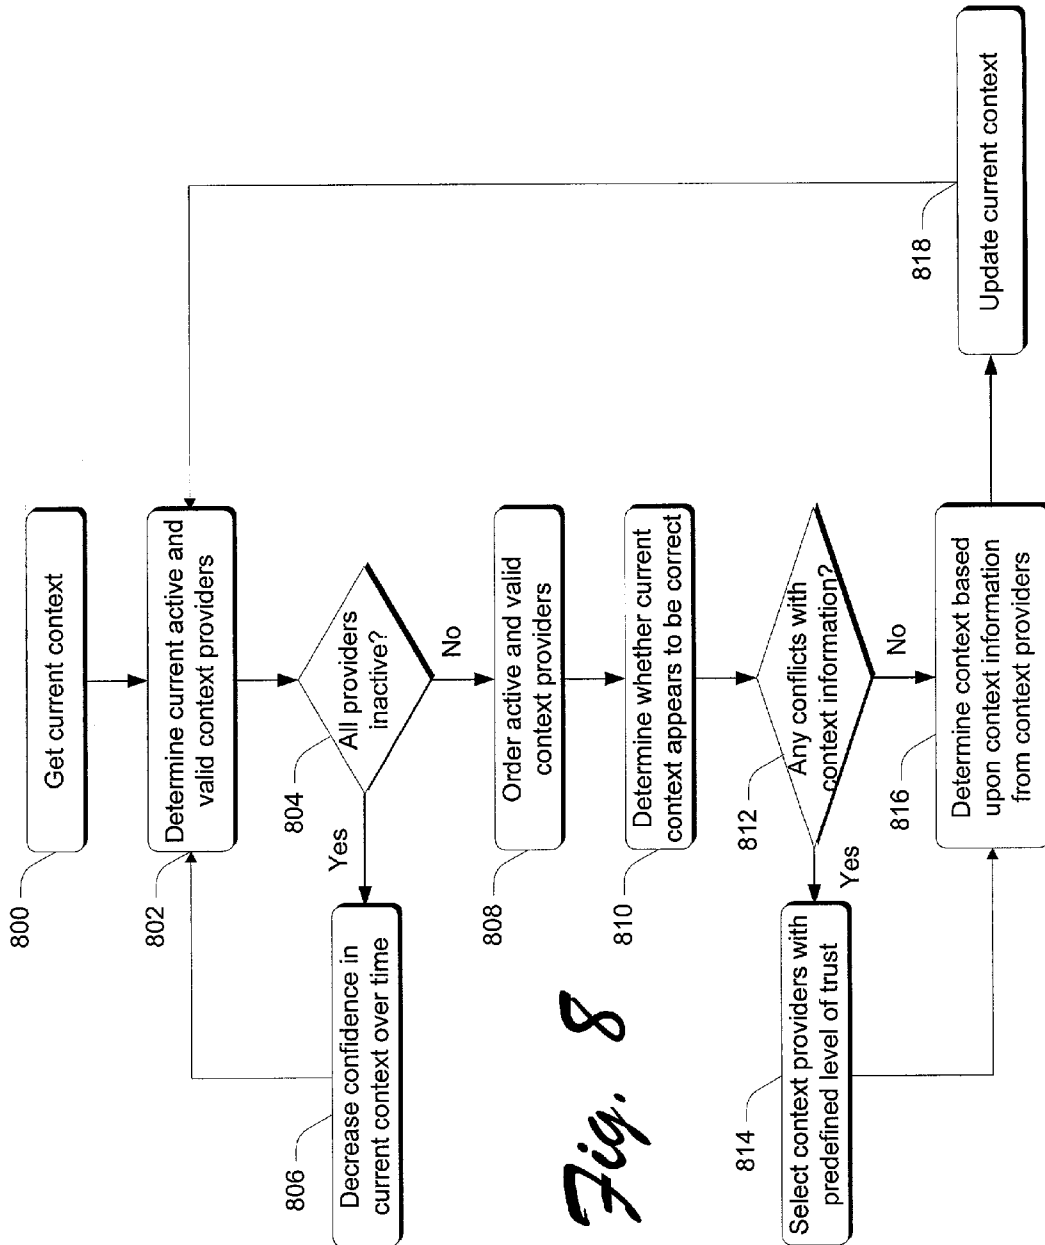 800
Get current context
802
Determine current active and
valid context providers
804
All providers
inactive?
Yes
No
806
Decrease confidence in
current context over time
808
Order active and valid
context providers
810
Determine whether current
context appears to be correct
812
Any conflicts with
context information?
Yes
No
814
Select context providers with
predefined level of trust
816
Determine context based
upon context information
from context providers
818
Update current context
Fig. 8